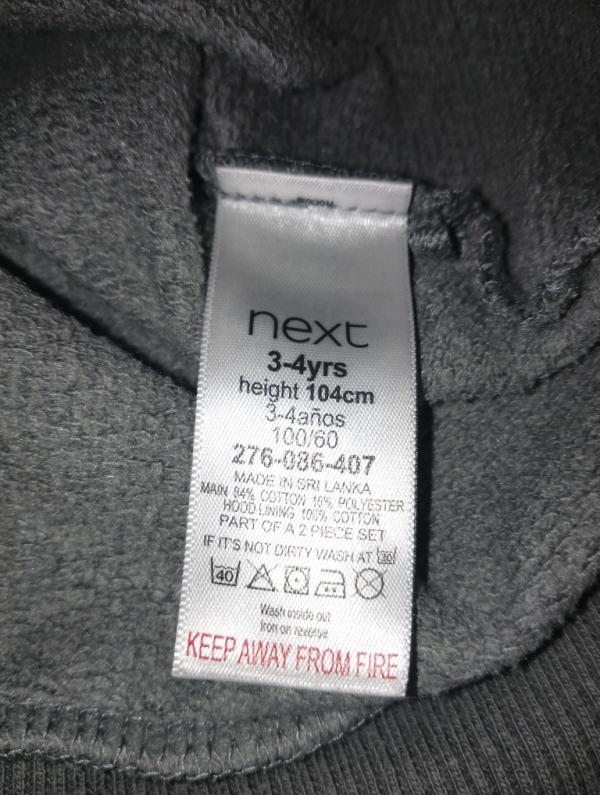 next
3-4yrs
height 104cm
3-4años
100/60
276-086-407
MADE IN SRI LANKA
MAIN 84% COTTON 16% POLYESTER
HOOD LINING 100% COTTON
PART OF A 2 PIECE SET
IF IT'S NOT DIRTY WASH AT 30
40
Wash inside out
Iron on reverse
KEEP AWAY FROM FIRE